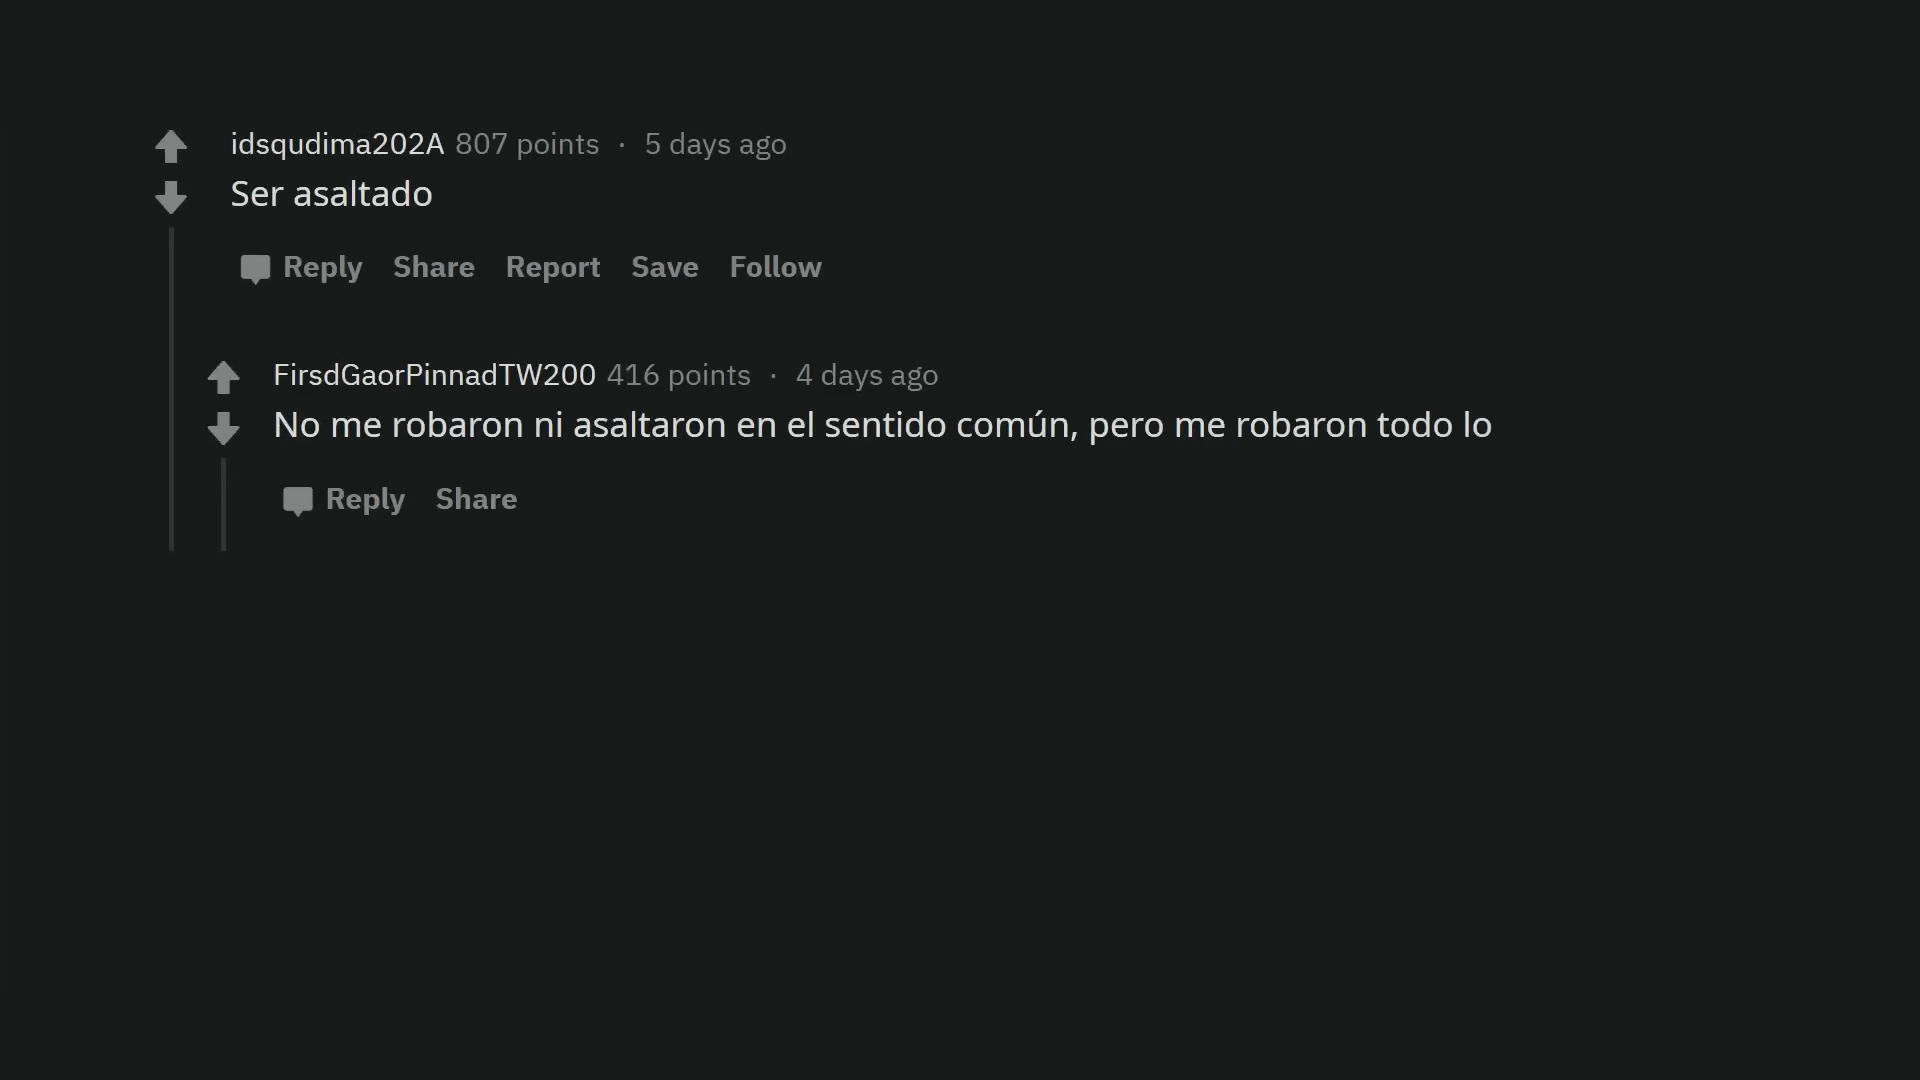 idsqudima202A 807 points · 5 days ago
Ser asaltado
Reply Share Report Save Follow
FirsdGaorPinnadTW200 416 points · 4 days ago
No me robaron ni asaltaron en el sentido común, pero me robaron todo lo
Reply Share